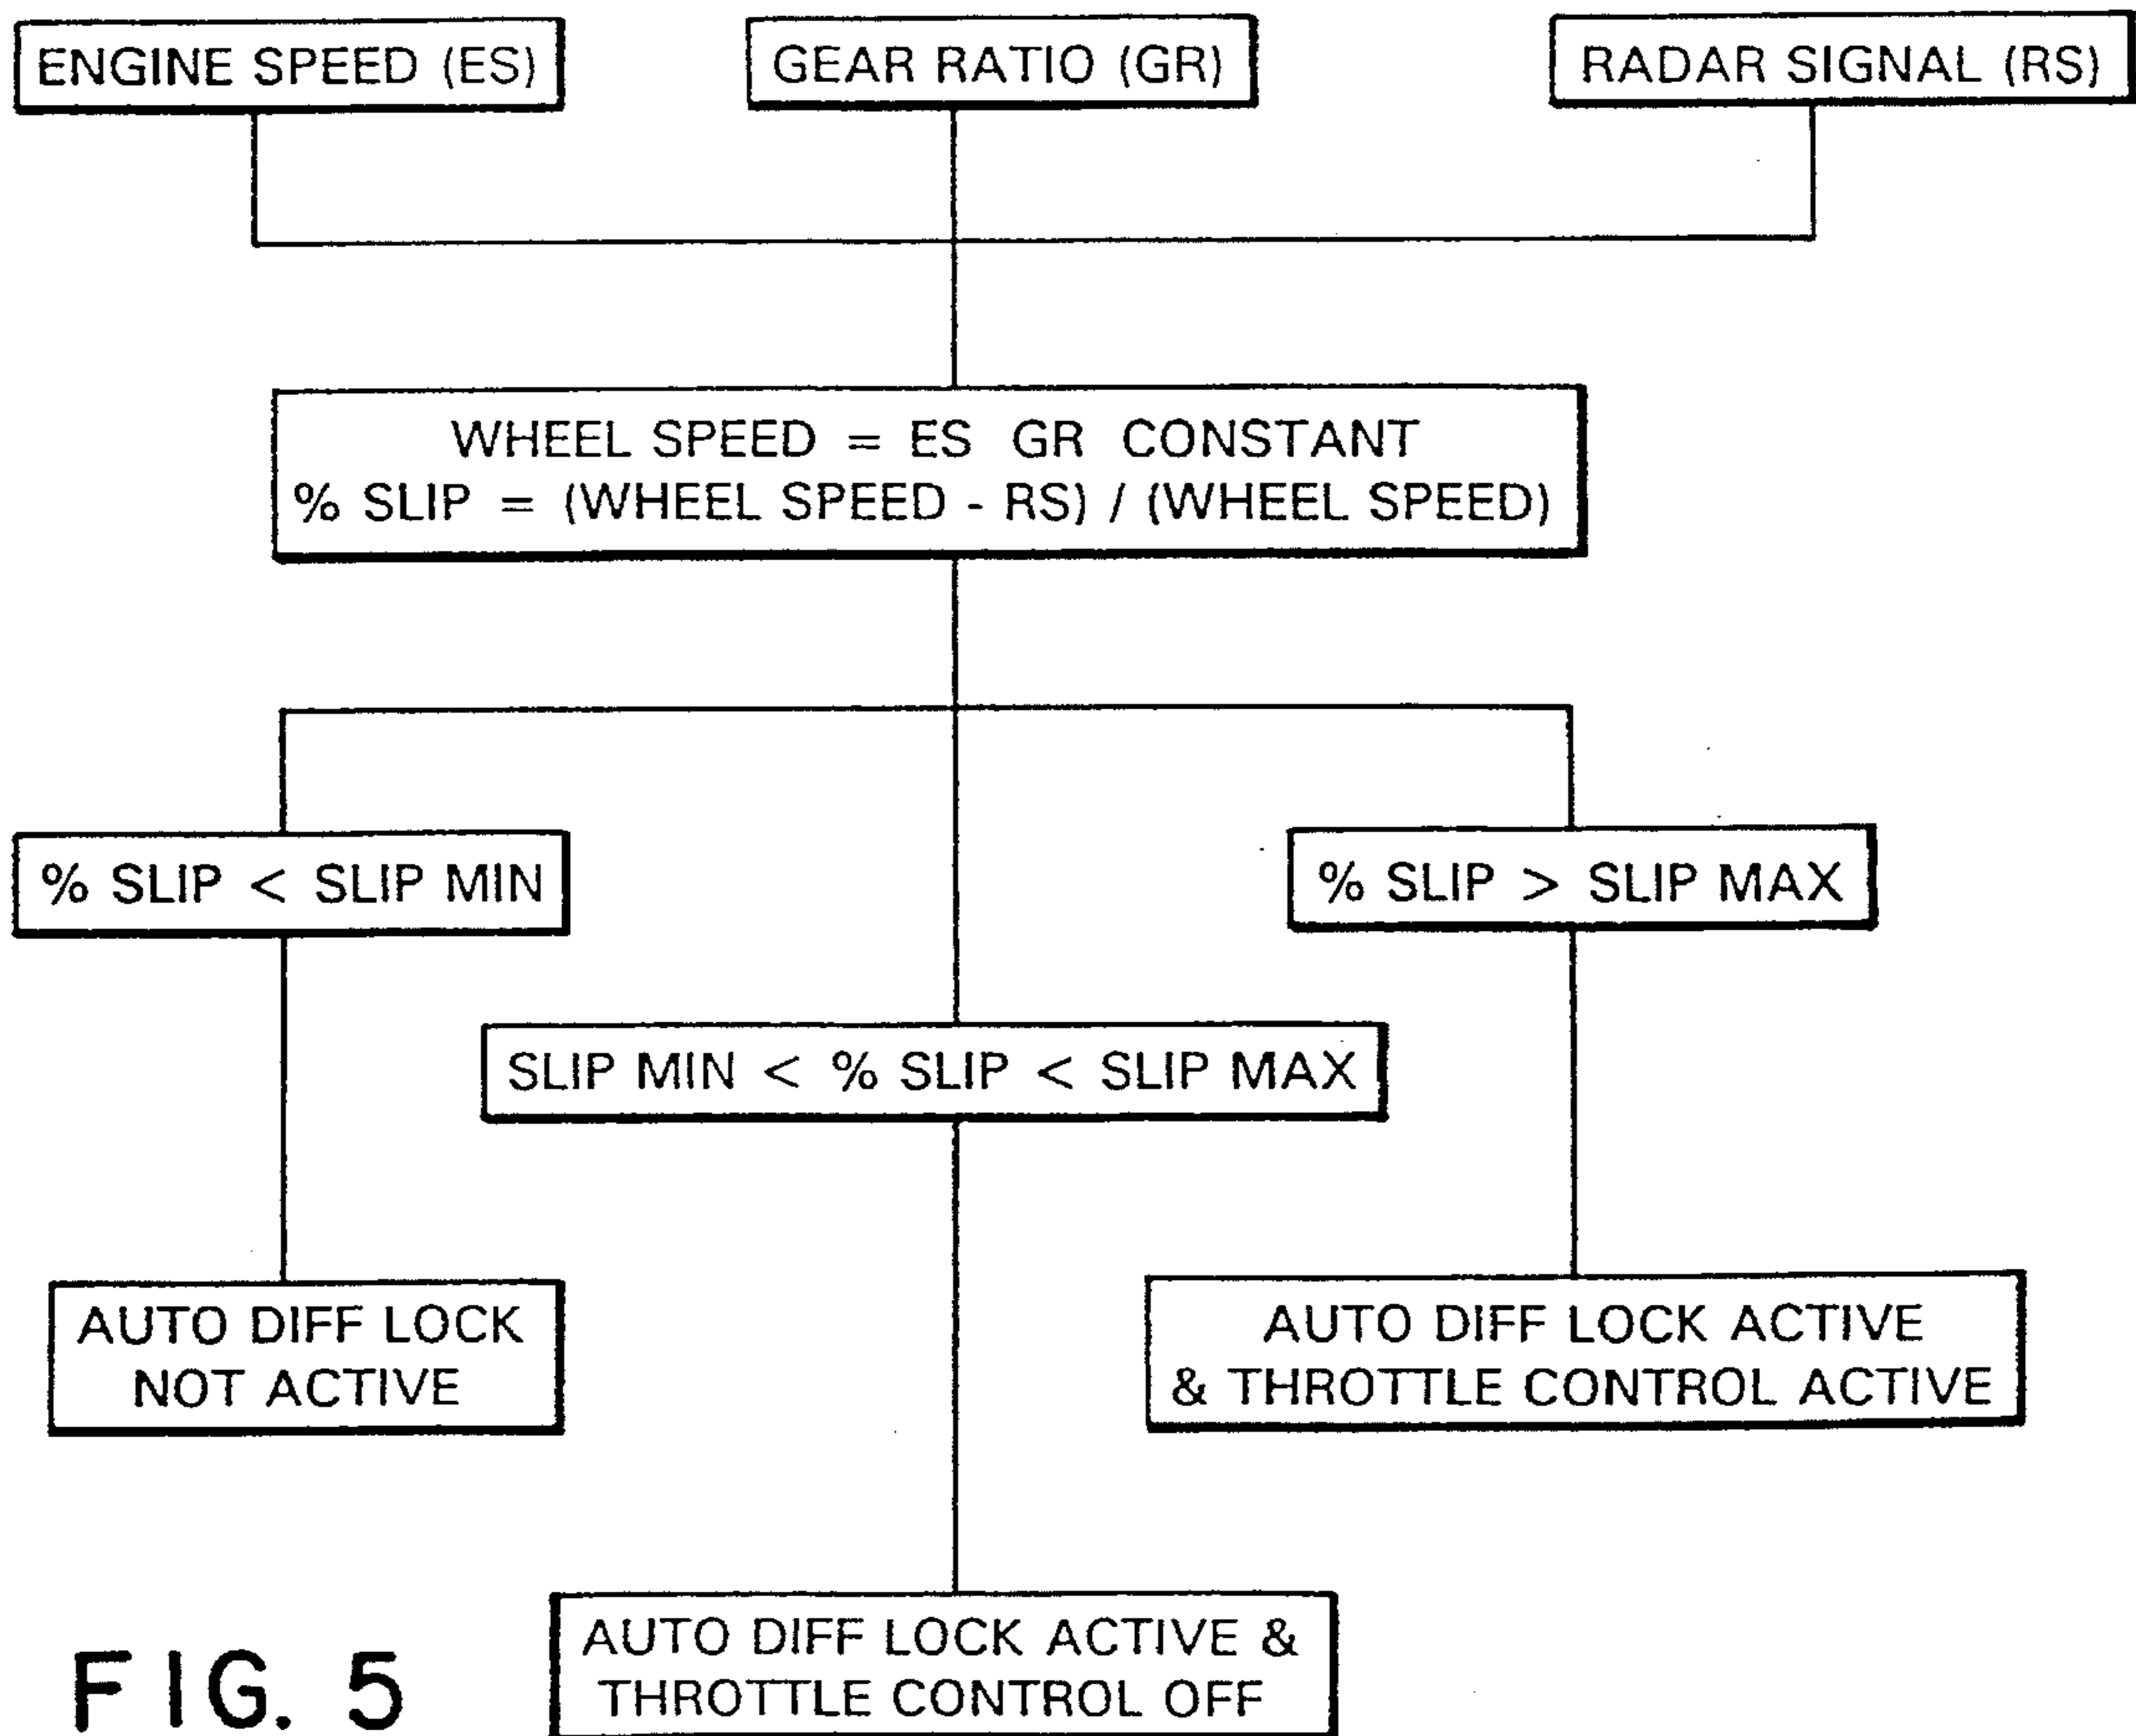 ENGINE SPEED (ES)
GEAR RATIO (GR)
RADAR SIGNAL (RS)
WHEEL SPEED = ES GR CONSTANT
% SLIP = (WHEEL SPEED - RS) / (WHEEL SPEED)
% SLIP < SLIP MIN
% SLIP > SLIP MAX
SLIP MIN < % SLIP < SLIP MAX
AUTO DIFF LOCK
NOT ACTIVE
AUTO DIFF LOCK ACTIVE
& THROTTLE CONTROL ACTIVE
AUTO DIFF LOCK ACTIVE &
THROTTLE CONTROL OFF
FIG. 5